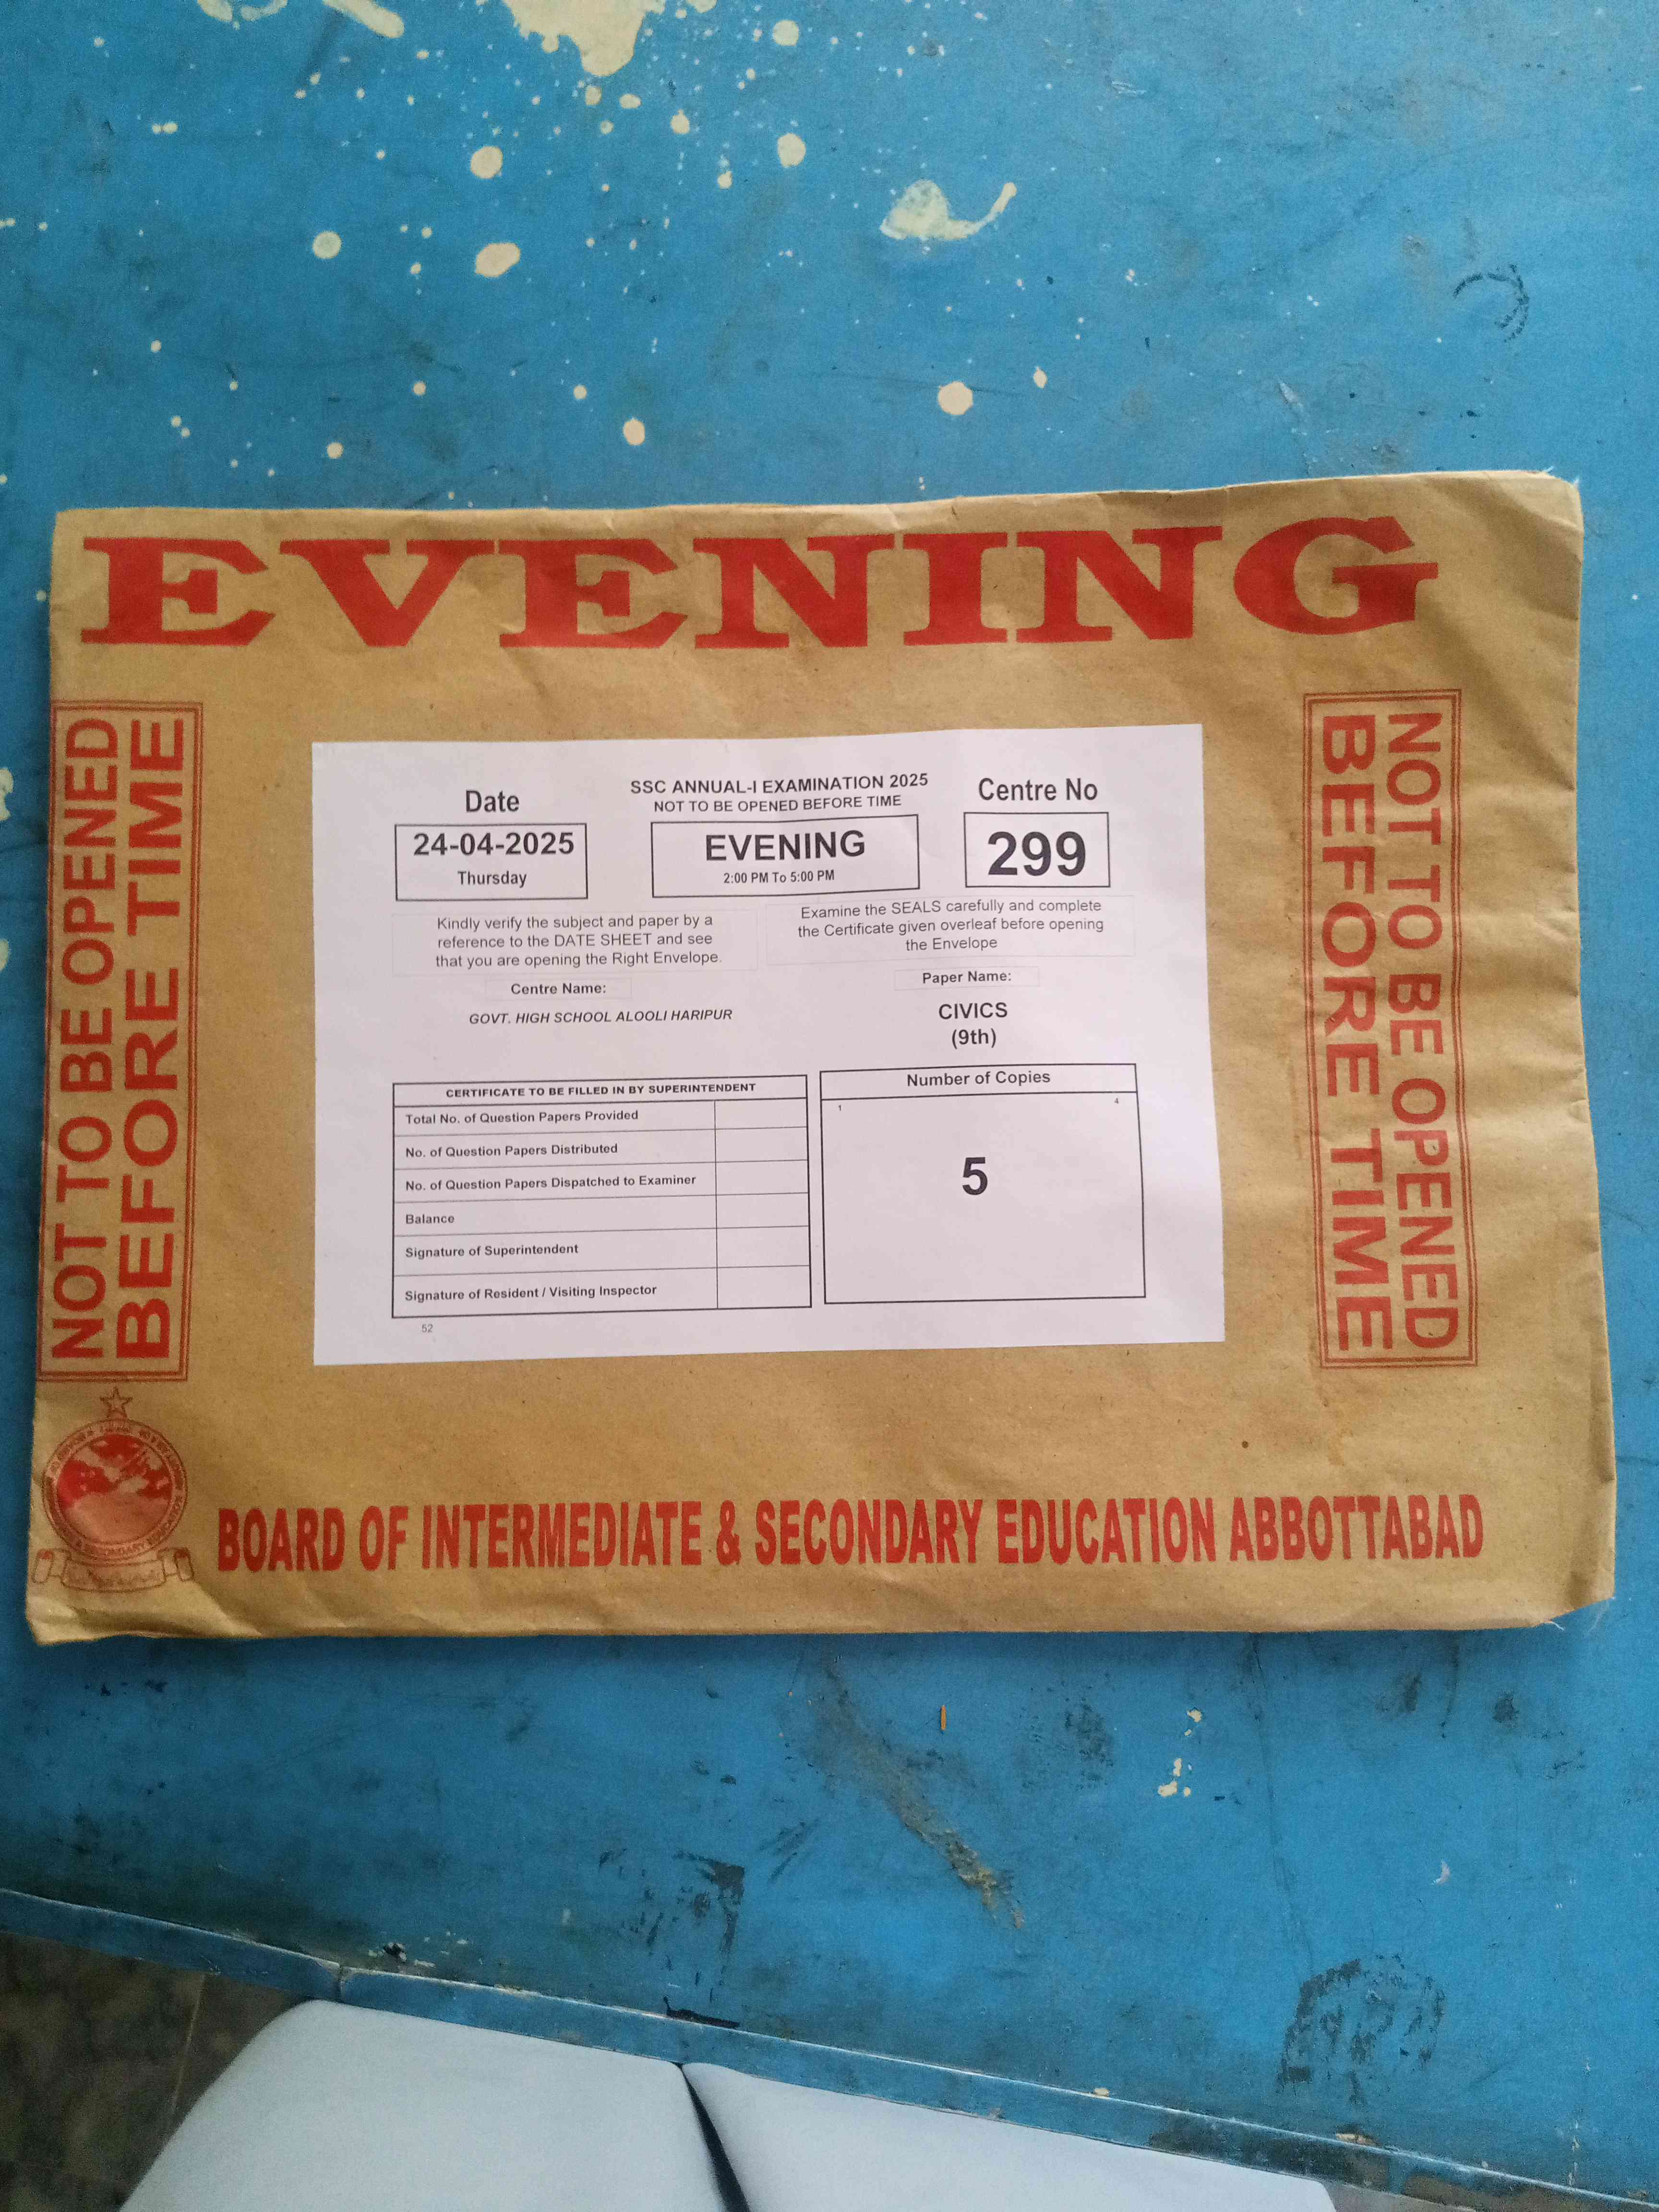 EVENING
NOT TO BE OPENED
BEFORE TIME
Date
24-04-2025
Thursday
SSC ANNUAL-I EXAMINATION 2025
NOT TO BE OPENED BEFORE TIME
EVENING
2:00 PM To 5:00 PM
Centre No
299
Kindly verify the subject and paper by a
reference to the DATE SHEET and see
that you are opening the Right Envelope.
Examine the SEALS carefully and complete
the Certificate given overleaf before opening
the Envelope
Centre Name:
GOVT. HIGH SCHOOL ALOOLI HARIPUR
Paper Name:
CIVICS
(9th)
CERTIFICATE TO BE FILLED IN BY SUPERINTENDENT
Total No. of Question Papers Provided
No. of Question Papers Distributed
No. of Question Papers Dispatched to Examiner
Balance
Signature of Superintendent
Signature of Resident / Visiting Inspector
52
Number of Copies
1 4
5
NOT TO BE OPENED
BEFORE TIME
BOARD OF INTERMEDIATE & SECONDARY EDUCATION ABBOTTABAD